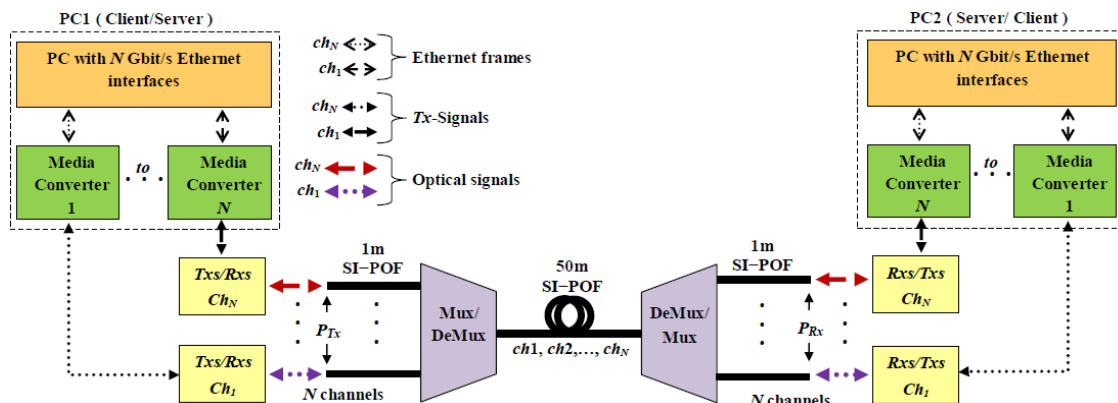 PC1 ( Client/Server )
PC with N Gbit/s Ethernet
interfaces
Media
Converter
1
to
. . .
Media
Converter
N
chN
ch1
Ethernet frames
chN
ch1
Tx-Signals
chN
ch1
Optical signals
PC2 ( Server/ Client )
PC with N Gbit/s Ethernet
interfaces
Media
Converter
N
to
. . .
Media
Converter
1
Txs/Rxs
ChN
1m
SI−POF
PTx
Txs/Rxs
Ch1
N channels
Mux/
DeMux
50m
SI−POF
ch1, ch2,…, chN
DeMux/
Mux
1m
SI−POF
PRx
N channels
Rxs/Txs
ChN
Rxs/Txs
Ch1